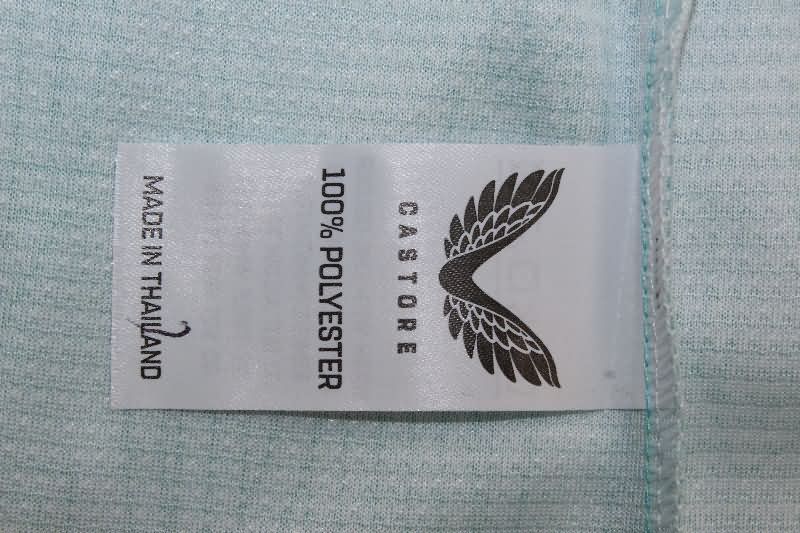 CASTORE
100% POLYESTER
MADE IN THAILAND